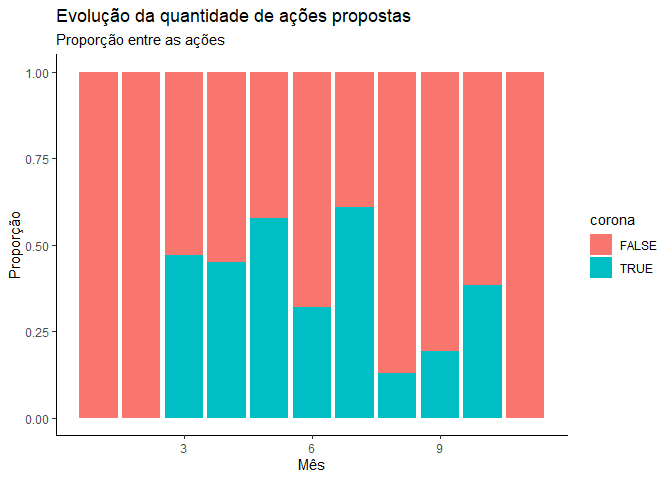 Evolução da quantidade de ações propostas
Proporção entre as ações
1.00
0.75
0.50
0.25
0.00
Proporção
3
6
9
Mês
corona
FALSE
TRUE